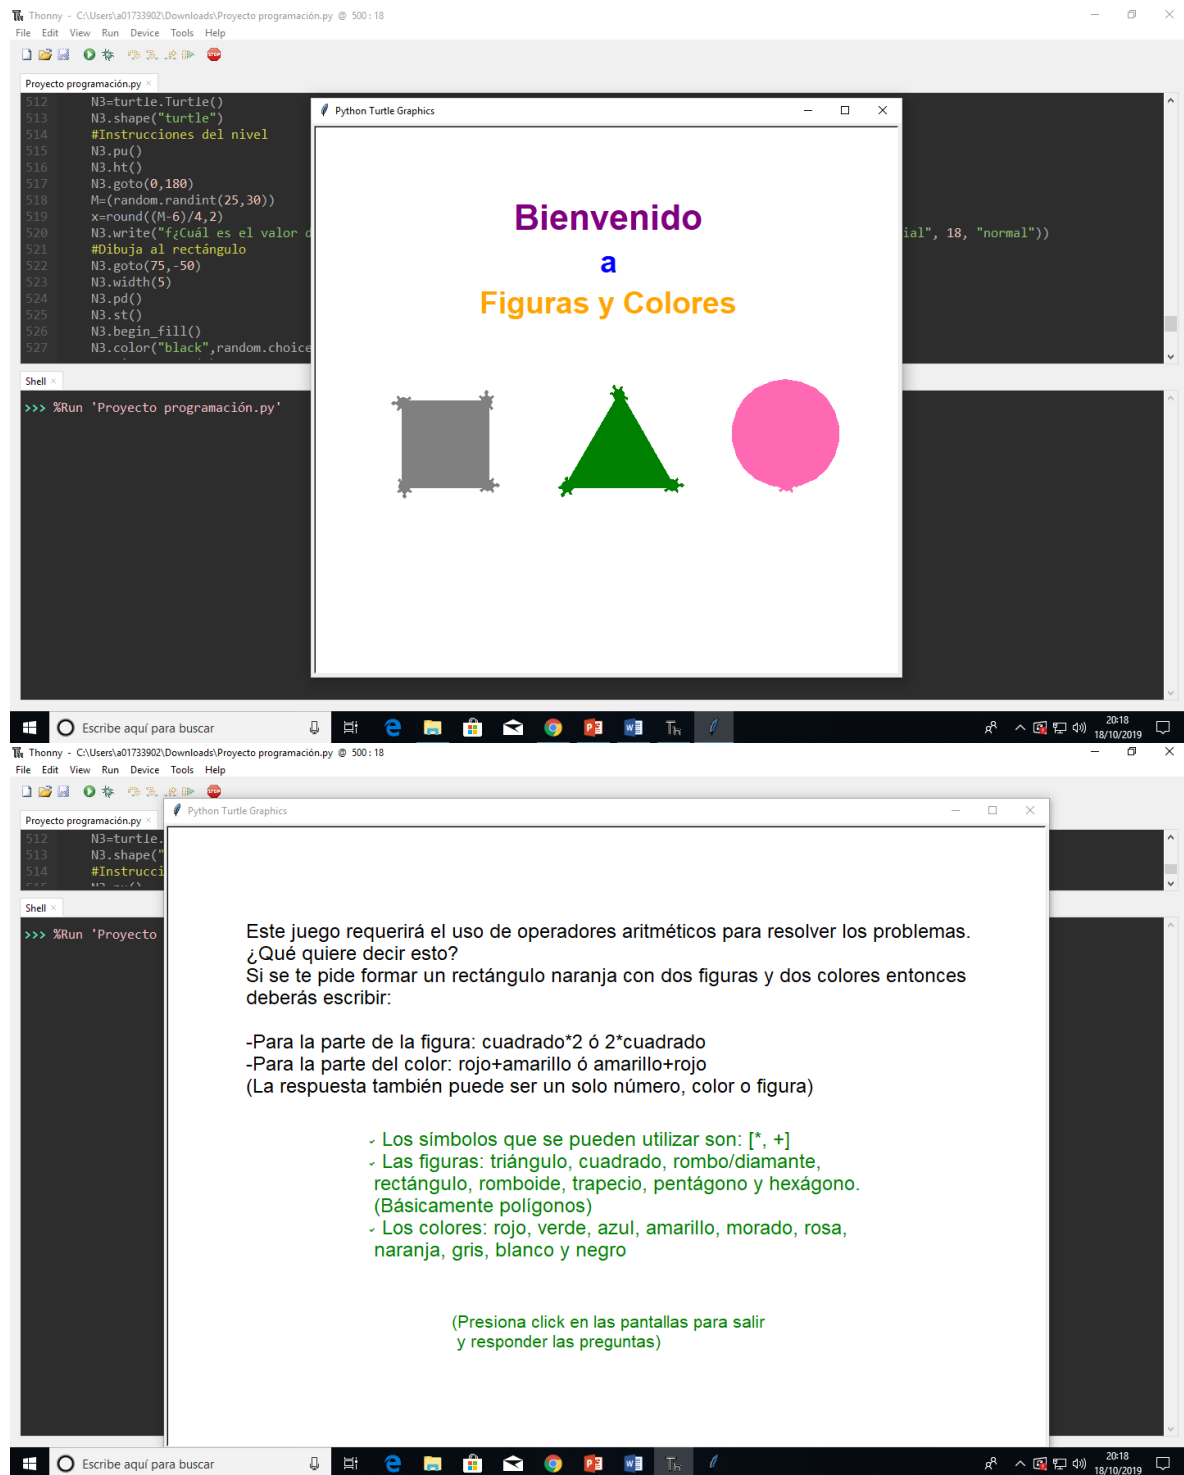 Thonny - C:\Users\a01733902\Downloads\Proyecto programación.py @ 500 : 18
File Edit View Run Device Tools Help
Proyecto programación.py
512 N3=turtle.Turtle()
513 N3.shape("turtle")
514 #Instrucciones del nivel
515 N3.pu()
516 N3.ht()
517 N3.goto(0,180)
518 M=(random.randint(25,30))
519 x=round((M-6)/4,2)
520 N3.write("f¿Cuál es el valor d ial", 18, "normal"))
521 #Dibuja al rectángulo
522 N3.goto(75,-50)
523 N3.width(5)
524 N3.pd()
525 N3.st()
526 N3.begin_fill()
527 N3.color("black",random.choice
Python Turtle Graphics
Bienvenido
a
Figuras y Colores
Shell
>>> %Run 'Proyecto programación.py'
Escribe aquí para buscar
20:18
18/10/2019
Thonny - C:\Users\a01733902\Downloads\Proyecto programación.py @ 500 : 18
File Edit View Run Device Tools Help
Proyecto programación.py
Python Turtle Graphics
512 N3=turtle.
513 N3.shape("
514 #Instrucci
Shell
>>> %Run 'Proyecto
Este juego requerirá el uso de operadores aritméticos para resolver los problemas.
¿Qué quiere decir esto?
Si se te pide formar un rectángulo naranja con dos figuras y dos colores entonces
deberás escribir:
-Para la parte de la figura: cuadrado*2 ó 2*cuadrado
-Para la parte del color: rojo+amarillo ó amarillo+rojo
(La respuesta también puede ser un solo número, color o figura)
✓ Los símbolos que se pueden utilizar son: [*, +]
✓ Las figuras: triángulo, cuadrado, rombo/diamante,
rectángulo, romboide, trapecio, pentágono y hexágono.
(Básicamente polígonos)
✓ Los colores: rojo, verde, azul, amarillo, morado, rosa,
naranja, gris, blanco y negro
(Presiona click en las pantallas para salir
y responder las preguntas)
Escribe aquí para buscar
20:18
18/10/2019